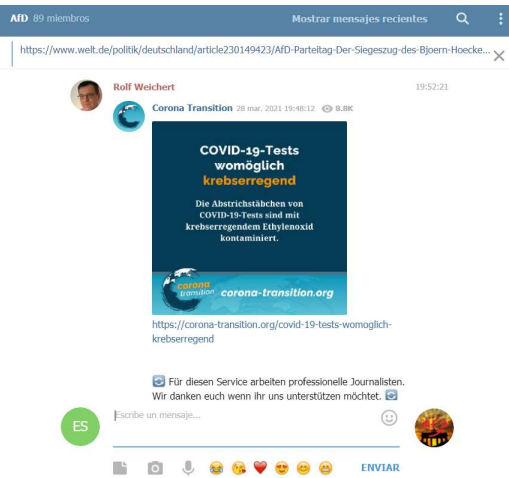 AfD 89 miembros
Mostrar mensajes recientes
https://www.welt.de/politik/deutschland/article230149423/AfD-Parteitag-Der-Siegeszug-des-Bjoern-Hoecke...
Rolf Weichert
19:52:21
Corona Transition 28 mar. 2021 19:48:12 8.8K
COVID-19-Tests
womöglich
krebserregend
Die Abstrichstäbchen von
COVID-19-Tests sind mit
krebserregendem Ethylenoxid
kontaminiert.
corona
transition
corona-transition.org
https://corona-transition.org/covid-19-tests-womoglich-
krebserregend
Für diesen Service arbeiten professionelle Journalisten.
Wir danken euch wenn ihr uns unterstützen möchtet.
ES
Escribe un mensaje...
ENVIAR